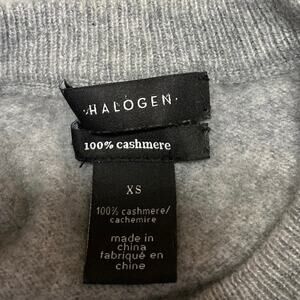 ·HALOGEN·
100% cashmere
XS
100% cashmere/
cachemire
made in
china
fabriqué en
chine